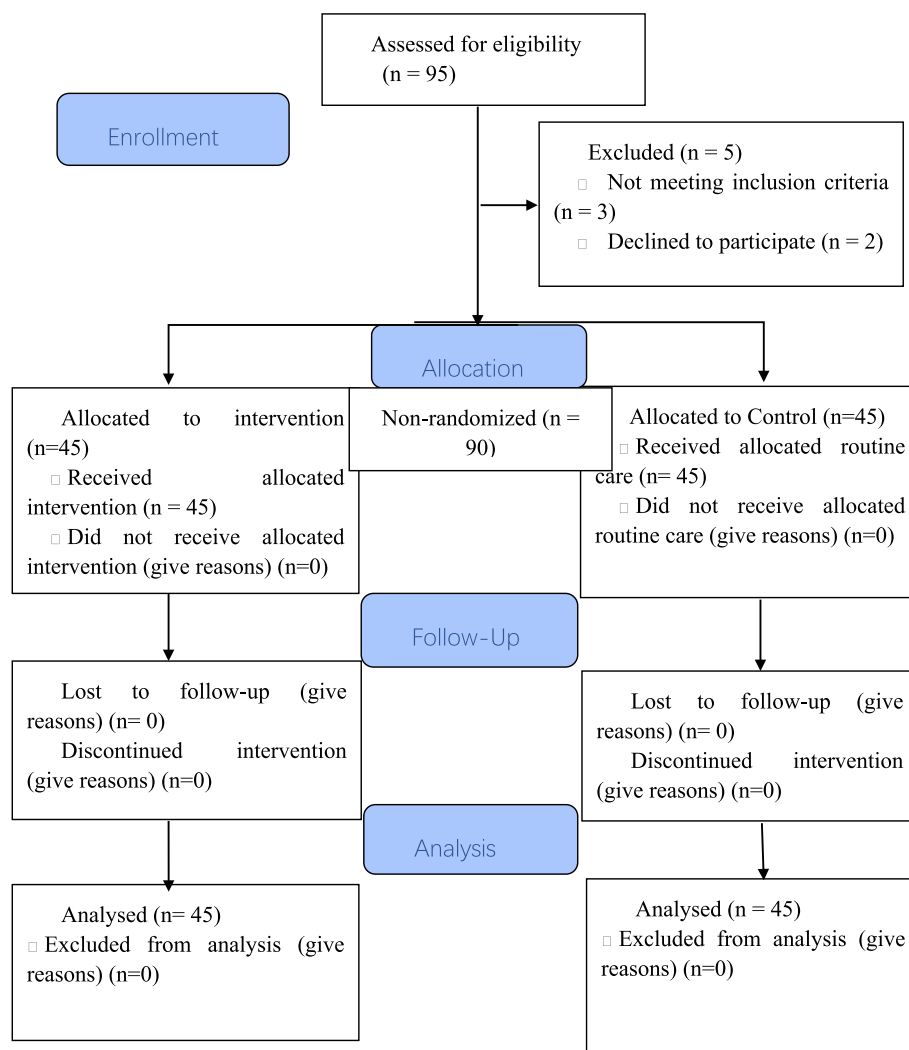 Assessed for eligibility
(n = 95)
Enrollment
Excluded (n = 5)
□ Not meeting inclusion criteria
(n = 3)
□ Declined to participate (n = 2)
Allocation
Non-randomized (n =
90)
Allocated to intervention
(n=45)
□ Received allocated
intervention (n = 45)
□ Did not receive allocated
intervention (give reasons) (n=0)
Allocated to Control (n=45)
□ Received allocated routine
care (n= 45)
□ Did not receive allocated
routine care (give reasons) (n=0)
Follow-Up
Lost to follow-up (give
reasons) (n= 0)
Discontinued intervention
(give reasons) (n=0)
Lost to follow-up (give
reasons) (n= 0)
Discontinued intervention
(give reasons) (n=0)
Analysis
Analysed (n= 45)
□ Excluded from analysis (give
reasons) (n=0)
Analysed (n = 45)
□ Excluded from analysis (give
reasons) (n=0)